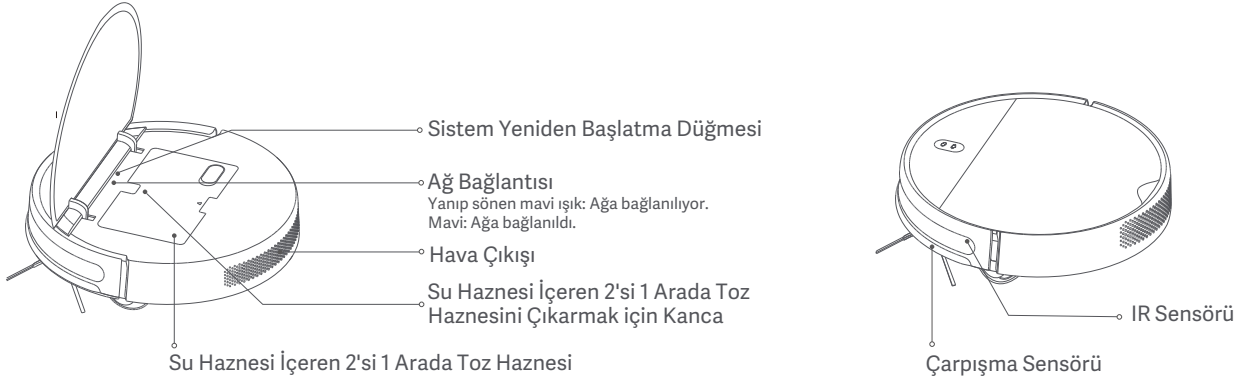 Sistem Yeniden Başlatma Düğmesi
Ağ Bağlantısı
Yanıp sönen mavi ışık: Ağa bağlanılıyor.
Mavi: Ağa bağlanıldı.
Hava Çıkışı
Su Haznesi İçeren 2'si 1 Arada Toz
Haznesini Çıkarmak için Kanca
Su Haznesi İçeren 2'si 1 Arada Toz Haznesi
IR Sensörü
Çarpışma Sensörü